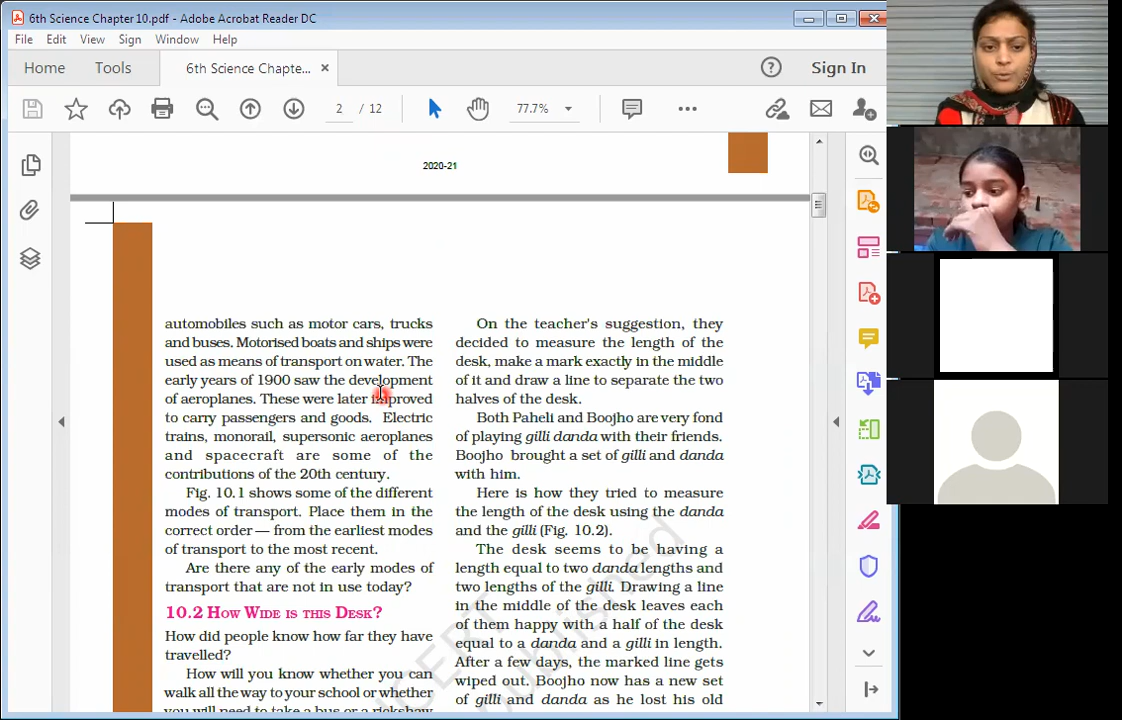 6th Science Chapter 10.pdf - Adobe Acrobat Reader DC
File Edit View Sign Window Help
Home Tools 6th Science Chapte... × ? Sign In
2 / 12 77.7%
2020-21
automobiles such as motor cars, trucks
and buses. Motorised boats and ships were
used as means of transport on water. The
early years of 1900 saw the development
of aeroplanes. These were later improved
to carry passengers and goods. Electric
trains, monorail, supersonic aeroplanes
and spacecraft are some of the
contributions of the 20th century.
Fig. 10.1 shows some of the different
modes of transport. Place them in the
correct order — from the earliest modes
of transport to the most recent.
Are there any of the early modes of
transport that are not in use today?
10.2 How Wide is this Desk?
How did people know how far they have
travelled?
How will you know whether you can
walk all the way to your school or whether
you will need to take a bus or a rickshaw
On the teacher's suggestion, they
decided to measure the length of the
desk, make a mark exactly in the middle
of it and draw a line to separate the two
halves of the desk.
Both Paheli and Boojho are very fond
of playing gilli danda with their friends.
Boojho brought a set of gilli and danda
with him.
Here is how they tried to measure
the length of the desk using the danda
and the gilli (Fig. 10.2).
The desk seems to be having a
length equal to two danda lengths and
two lengths of the gilli. Drawing a line
in the middle of the desk leaves each
of them happy with a half of the desk
equal to a danda and a gilli in length.
After a few days, the marked line gets
wiped out. Boojho now has a new set
of gilli and danda as he lost his old